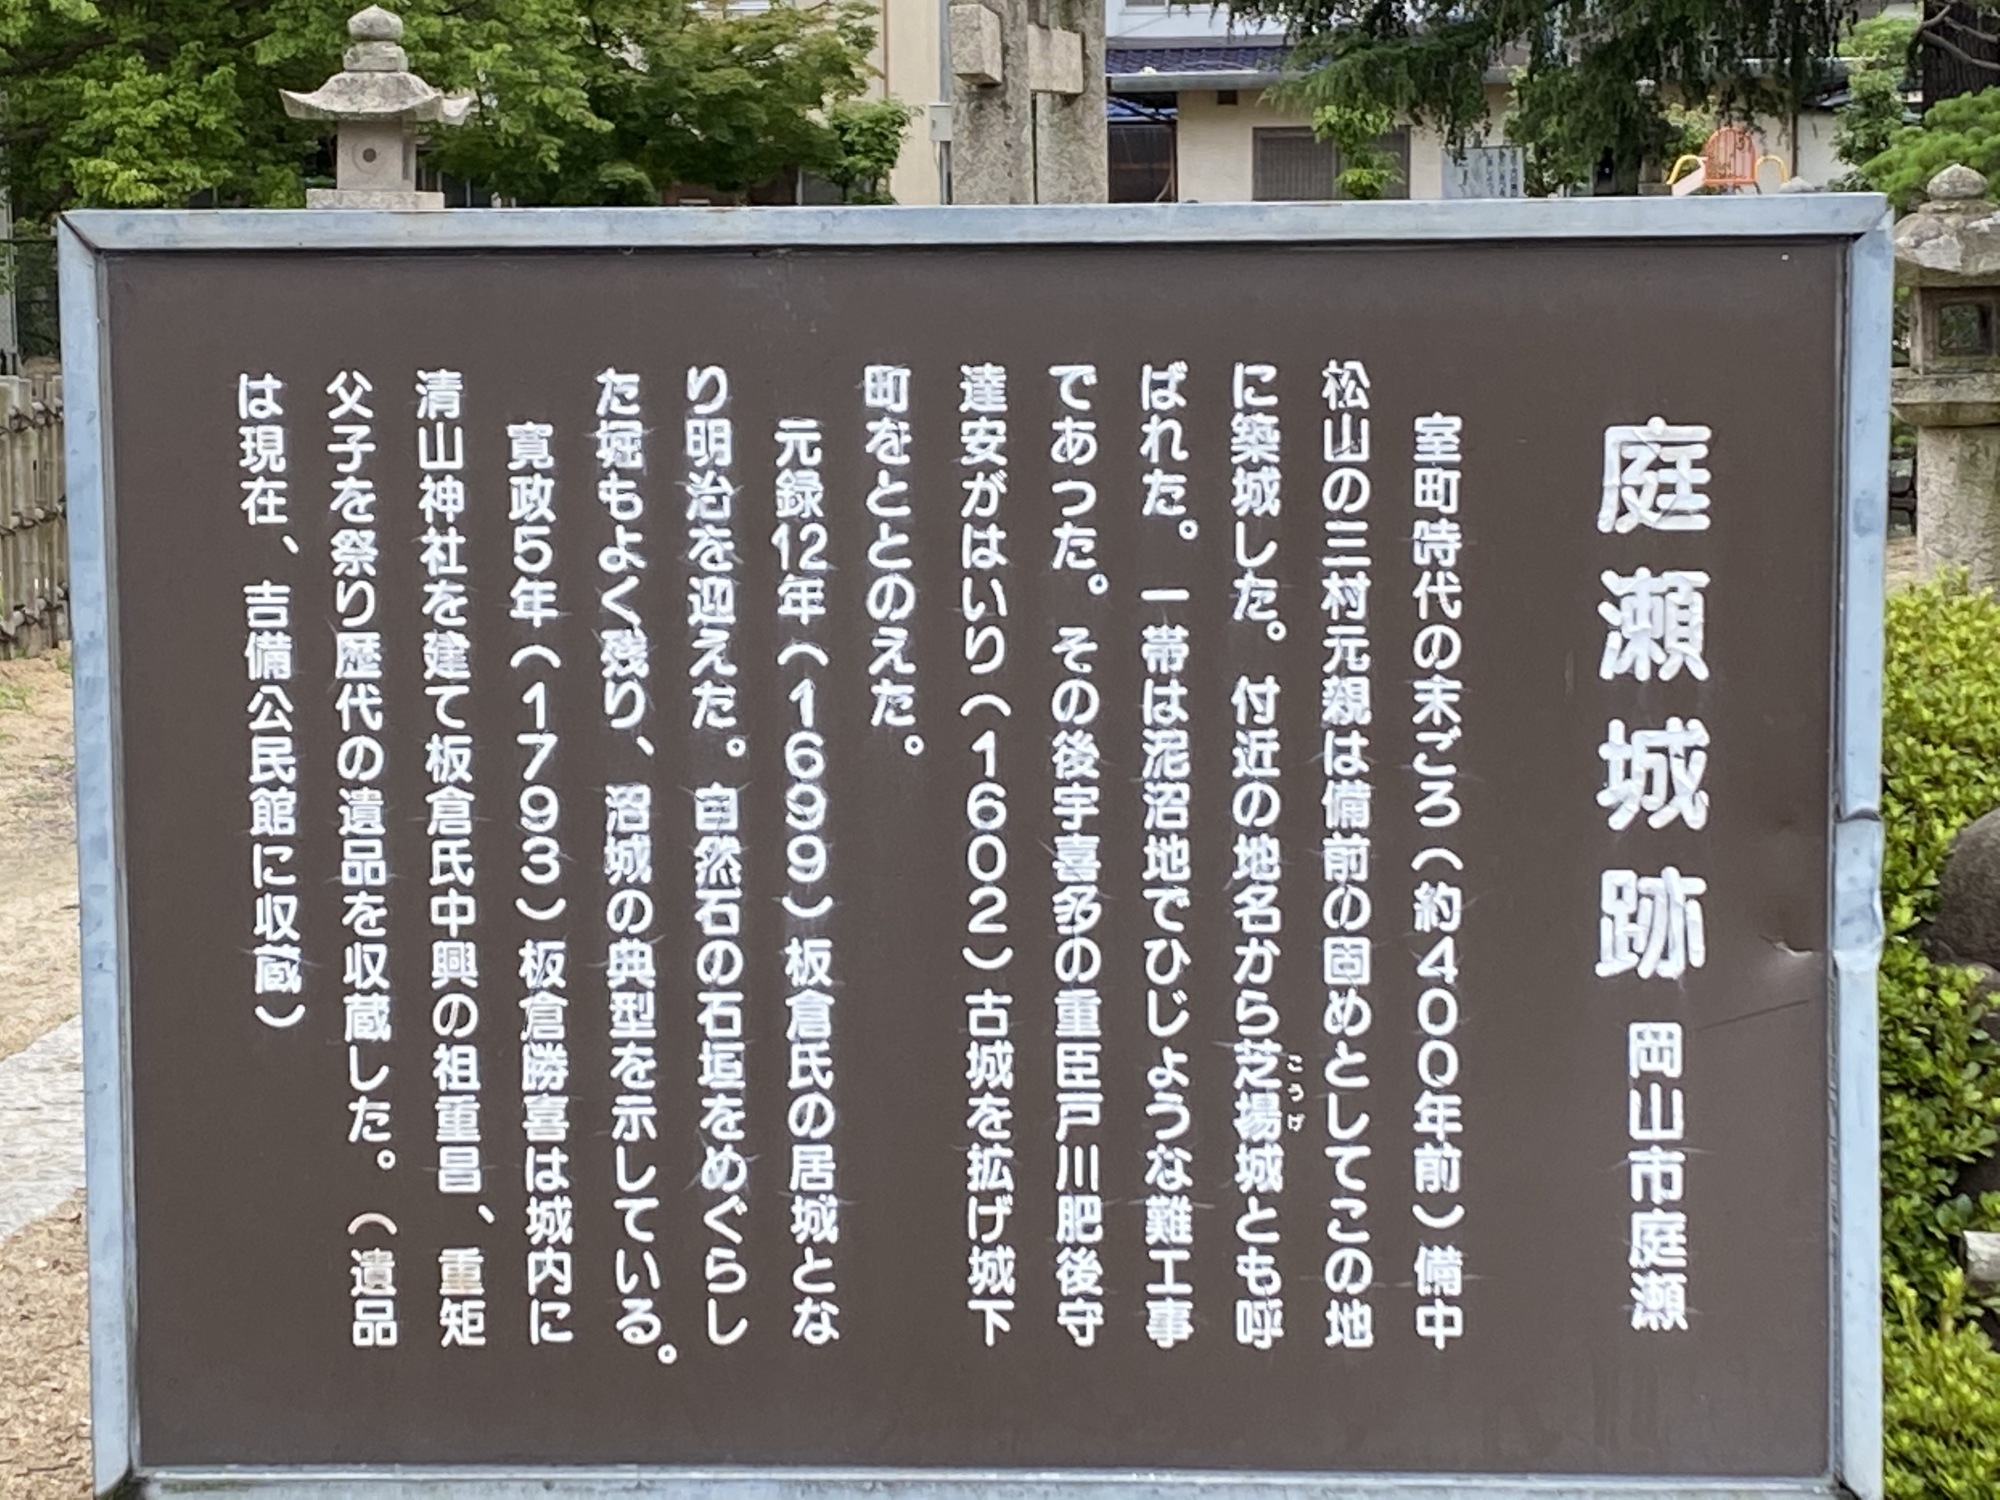 庭瀬城跡 岡山市庭瀬
室町時代の末ごろ(約400年前)備中
松山の三村元親は備前の固めとしてこの地
に築城した。付近の地名から芝場城とも呼
こうげ
ばれた。一帯は泥沼地でひじような難工事
であつた。その後宇喜多の重臣戸川肥後守
達安がはいり(1602)古城を拡げ城下
町をととのえた。
元録12年(1699)板倉氏の居城とな
り明治を迎えた。自然石の石垣をめぐらし
た堀もよく残り、沼城の典型を示している。
寛政5年(1793)板倉勝喜は城内に
清山神社を建て板倉氏中興の祖重昌、重矩
父子を祭り歴代の遺品を収蔵した。(遺品
は現在、吉備公民館に収蔵)